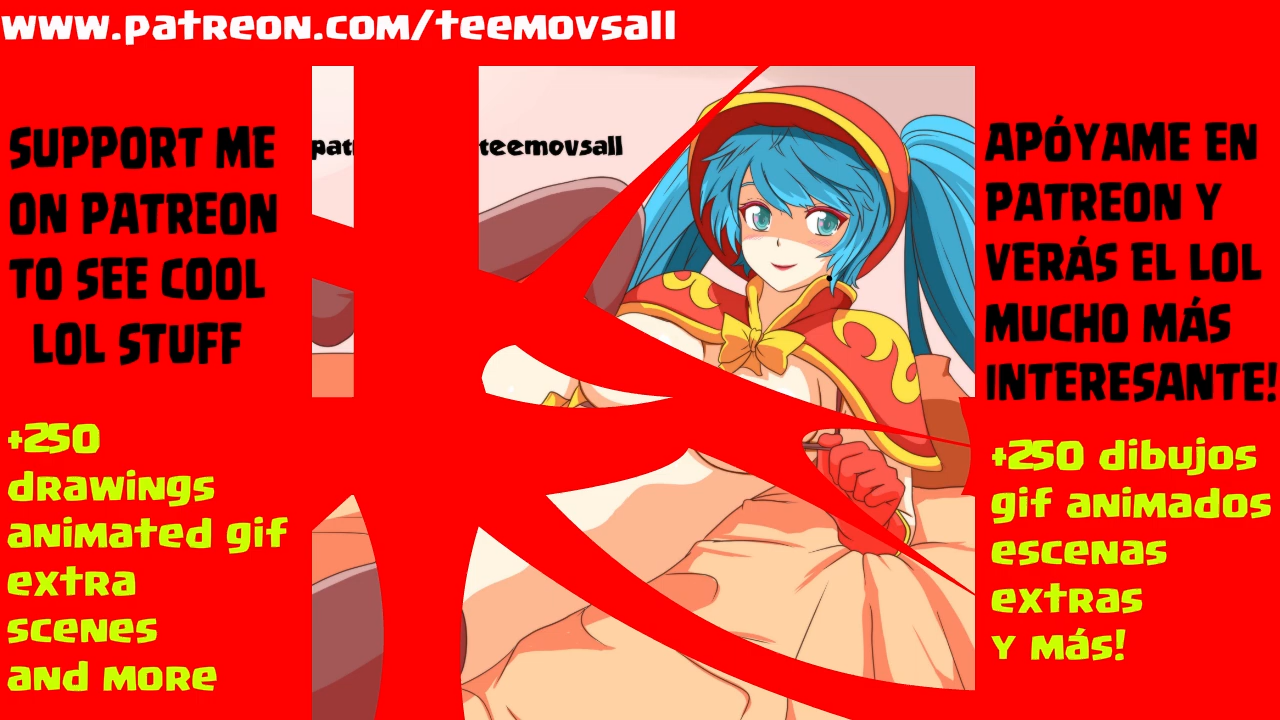 www.patreon.com/teemovsall
SUPPORT ME
ON PATREON
TO SEE COOL
LOL STUFF
+250
drawings
animated gif
extra
scenes
and more
teemovsall
APÓYAME EN
PATREON Y
VERÁS EL LOL
MUCHO MÁS
INTERESANTE!
+250 dibujos
gif animados
escenas
extras
y más!